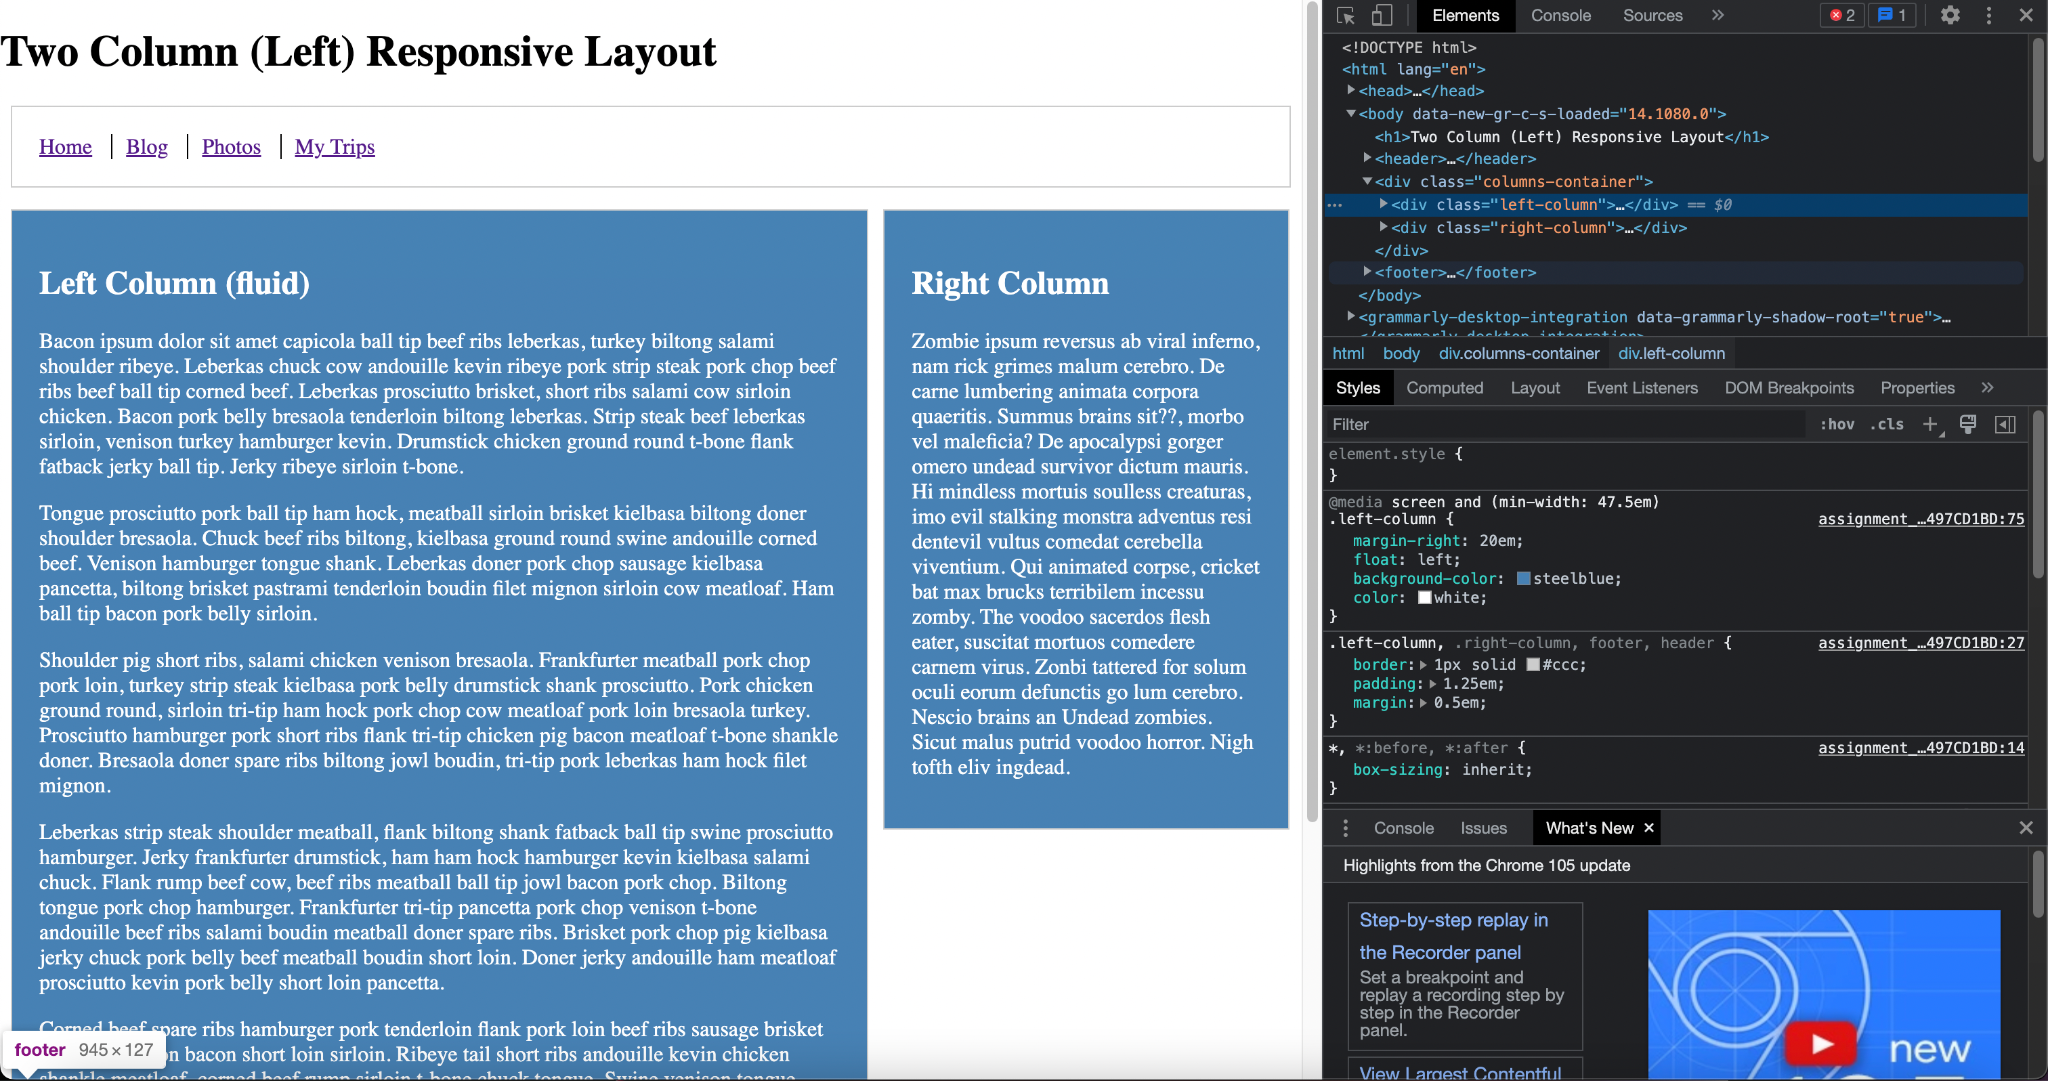 Two Column (Left) Responsive Layout
Home
Blog
Photos
My Trips
Left Column (fluid)
Bacon ipsum dolor sit amet capicola ball tip beef ribs leberkas, turkey biltong salami
shoulder ribeye. Leberkas chuck cow andouille kevin ribeye pork strip steak pork chop beef
ribs beef ball tip corned beef. Leberkas prosciutto brisket, short ribs salami cow sirloin
chicken. Bacon pork belly bresaola tenderloin biltong leberkas. Strip steak beef leberkas
sirloin, venison turkey hamburger kevin. Drumstick chicken ground round t-bone flank
fatback jerky ball tip. Jerky ribeye sirloin t-bone.
Tongue prosciutto pork ball tip ham hock, meatball sirloin brisket kielbasa biltong doner
shoulder bresaola. Chuck beef ribs biltong, kielbasa ground round swine andouille corned
beef. Venison hamburger tongue shank. Leberkas doner pork chop sausage kielbasa
pancetta, biltong brisket pastrami tenderloin boudin filet mignon sirloin cow meatloaf. Ham
ball tip bacon pork belly sirloin.
Shoulder pig short ribs, salami chicken venison bresaola. Frankfurter meatball pork chop
pork loin, turkey strip steak kielbasa pork belly drumstick shank prosciutto. Pork chicken
ground round, sirloin tri-tip ham hock pork chop cow meatloaf pork loin bresaola turkey.
Prosciutto hamburger pork short ribs flank tri-tip chicken pig bacon meatloaf t-bone shankle
doner. Bresaola doner spare ribs biltong jowl boudin, tri-tip pork leberkas ham hock filet
mignon.
Leberkas strip steak shoulder meatball, flank biltong shank fatback ball tip swine prosciutto
hamburger. Jerky frankfurter drumstick, ham ham hock hamburger kevin kielbasa salami
chuck. Flank rump beef cow, beef ribs meatball ball tip jowl bacon pork chop. Biltong
tongue pork chop hamburger. Frankfurter tri-tip pancetta pork chop venison t-bone
andouille beef ribs salami boudin meatball doner spare ribs. Brisket pork chop pig kielbasa
jerky chuck pork belly beef meatball boudin short loin. Doner jerky andouille ham meatloaf
prosciutto kevin pork belly short loin pancetta.
Corned beef spare ribs hamburger pork tenderloin flank pork loin beef ribs sausage brisket
bacon short loin sirloin. Ribeye tail short ribs andouille kevin chicken
shankle meatloaf, corned beef rump sirloin t-bone chuck tongue. Swine venison tongue
footer 945 × 127
Right Column
Zombie ipsum reversus ab viral inferno,
nam rick grimes malum cerebro. De
carne lumbering animata corpora
quaeritis. Summus brains sit??, morbo
vel maleficia? De apocalypsi gorger
omero undead survivor dictum mauris.
Hi mindless mortuis soulless creaturas,
imo evil stalking monstra adventus resi
dentevil vultus comedat cerebella
viventium. Qui animated corpse, cricket
bat max brucks terribilem incessu
zomby. The voodoo sacerdos flesh
eater, suscitat mortuos comedere
carnem virus. Zonbi tattered for solum
oculi eorum defunctis go lum cerebro.
Nescio brains an Undead zombies.
Sicut malus putrid voodoo horror. Nigh
tofth eliv ingdead.
Elements Console Sources » 2 1
<!DOCTYPE html>
<html lang="en">
<head>…</head>
<body data-new-gr-c-s-loaded="14.1080.0">
<h1>Two Column (Left) Responsive Layout</h1>
<header>…</header>
<div class="columns-container">
… <div class="left-column">…</div> == $0
<div class="right-column">…</div>
</div>
<footer>…</footer>
</body>
<grammarly-desktop-integration data-grammarly-shadow-root="true">…
</grammarly-desktop-integration>
html body div.columns-container div.left-column
Styles Computed Layout Event Listeners DOM Breakpoints Properties »
Filter :hov .cls +
element.style {
}
@media screen and (min-width: 47.5em)
.left-column { assignment_…497CD1BD:75
margin-right: 20em;
float: left;
background-color: steelblue;
color: white;
}
.left-column, .right-column, footer, header { assignment_…497CD1BD:27
border: 1px solid #ccc;
padding: 1.25em;
margin: 0.5em;
}
*, *:before, *:after { assignment_…497CD1BD:14
box-sizing: inherit;
}
Console Issues What's New ×
Highlights from the Chrome 105 update
Step-by-step replay in
the Recorder panel
Set a breakpoint and
replay a recording step by
step in the Recorder
panel.
View Largest Contentful
new